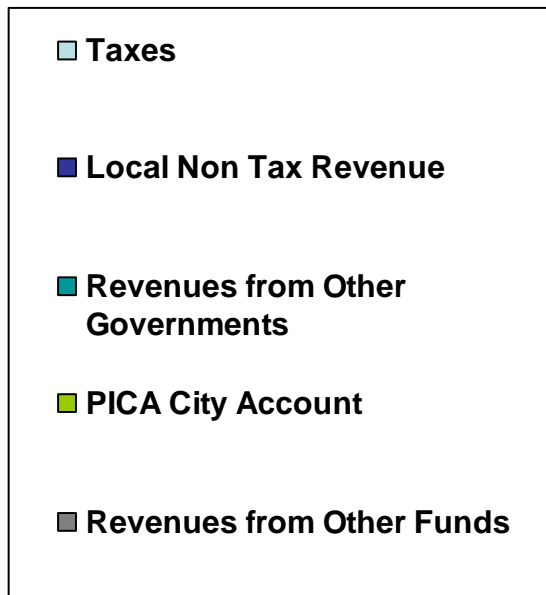 Taxes
Local Non Tax Revenue
Revenues from Other
Governments
PICA City Account
Revenues from Other Funds